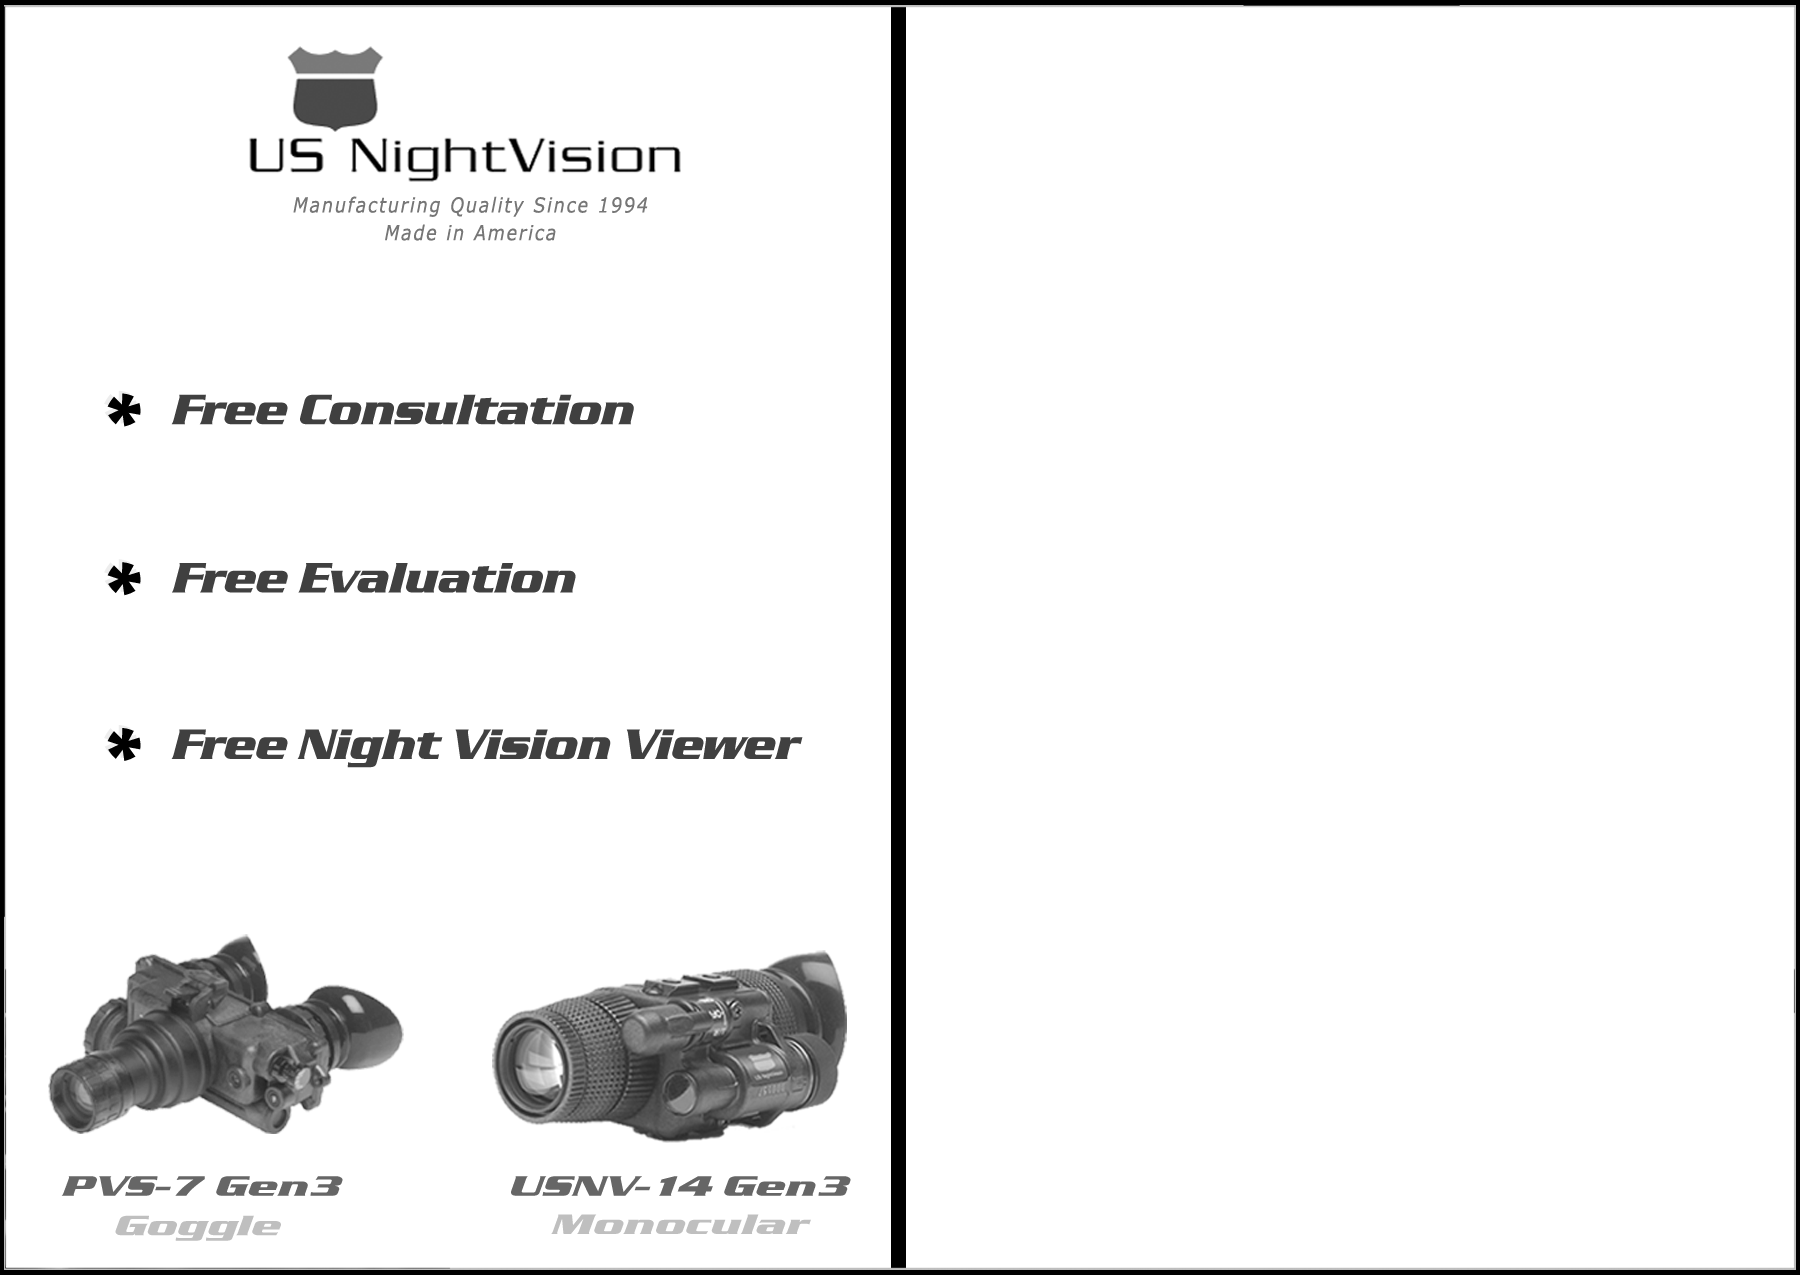 US NightVision
Manufacturing Quality Since 1994
Made in America
* Free Consultation
* Free Evaluation
* Free Night Vision Viewer
PVS-7 Gen3
Goggle
USNV-14 Gen3
Monocular